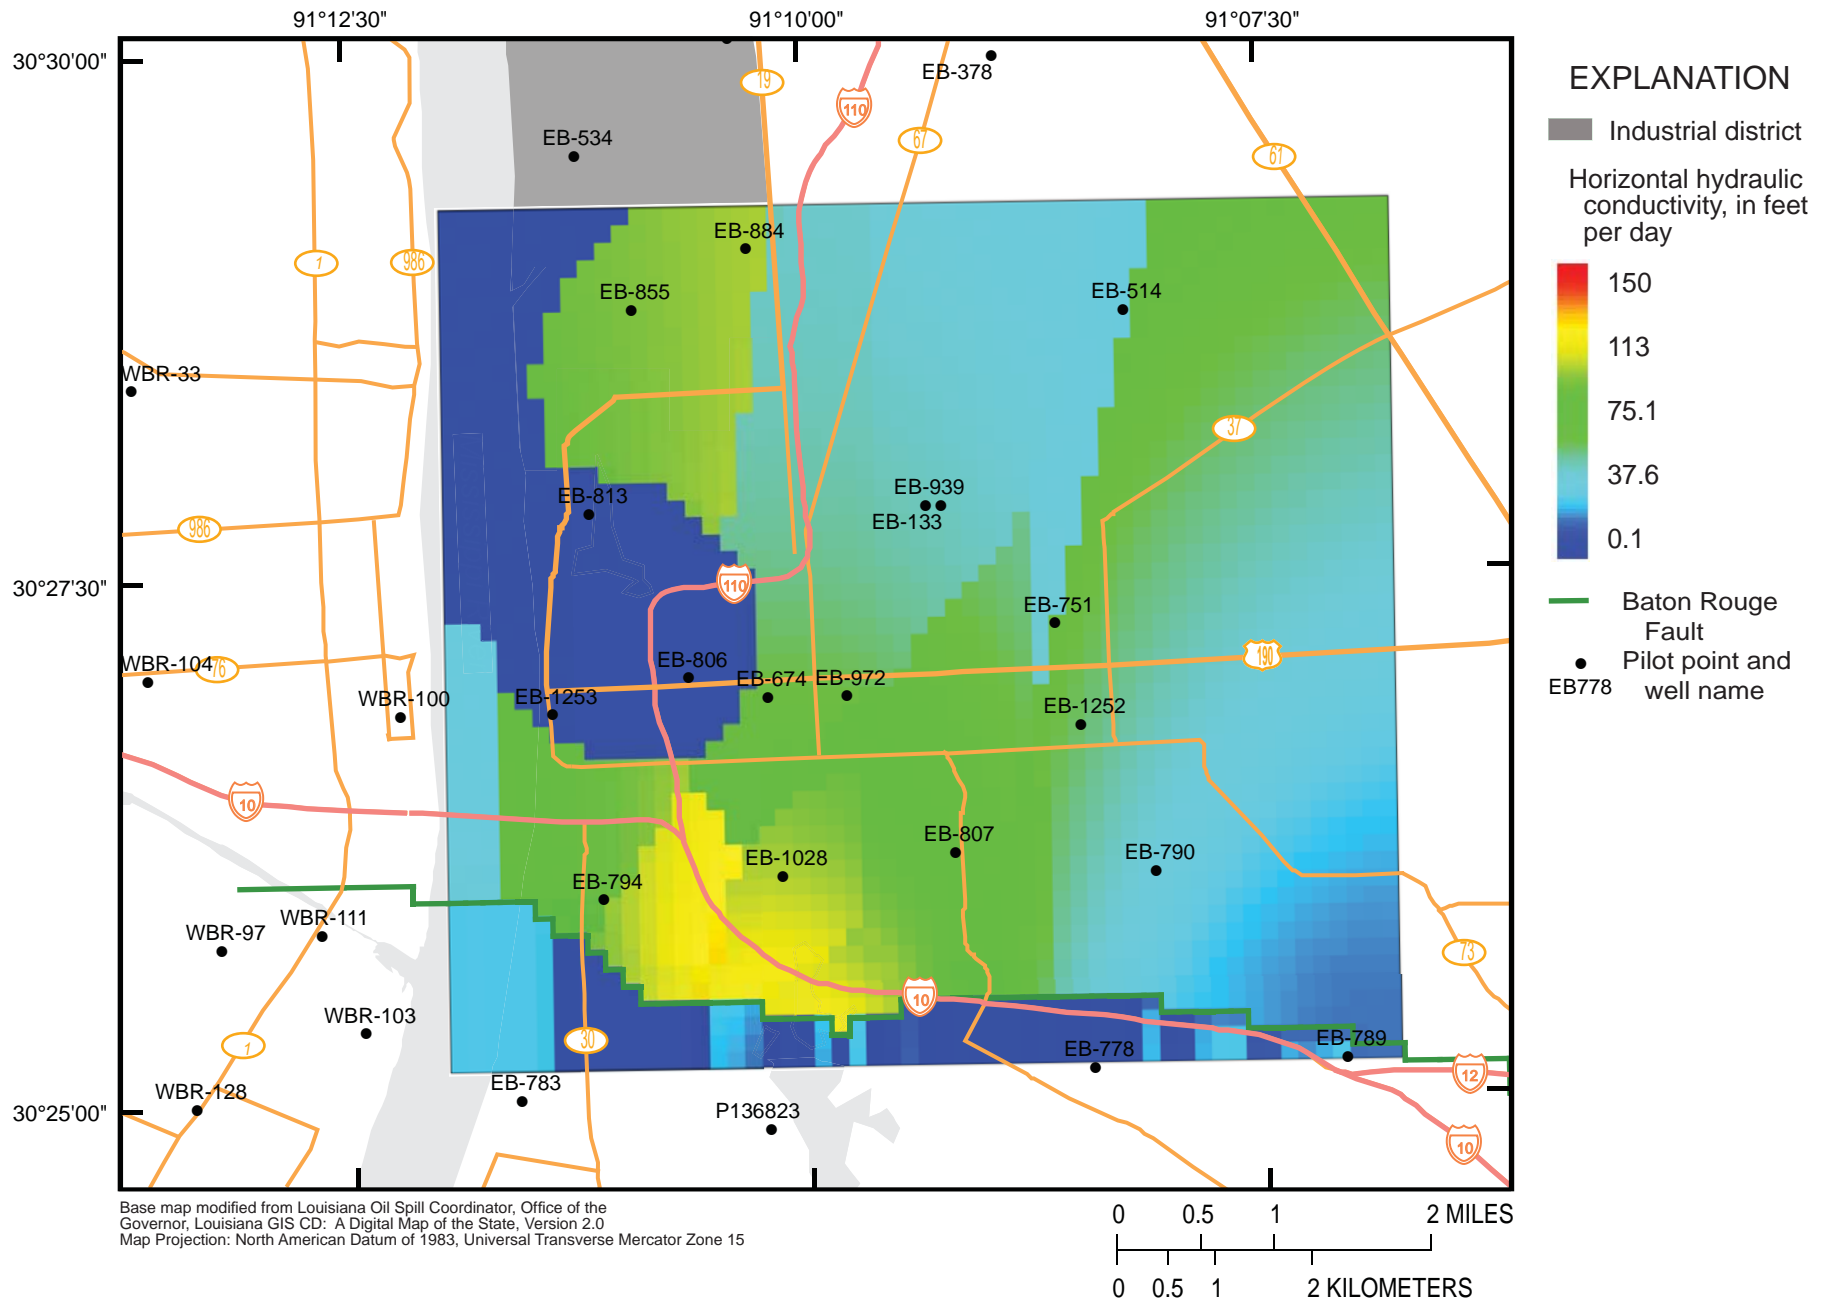 91°12'30"
91°10'00"
91°07'30"
30°30'00"
30°27'30"
30°25'00"
EB-378
19
110
67
61
EB-534
EB-884
1
986
EB-855
EB-514
WBR-33
37
EB-939
EB-813
EB-133
986
110
EB-751
190
WBR-104
76
EB-806
EB-674
EB-972
WBR-100
EB-1253
EB-1252
10
EB-807
EB-790
EB-1028
EB-794
WBR-111
WBR-97
73
10
WBR-103
1
30
EB-778
EB-789
12
EB-783
WBR-128
P136823
10
EXPLANATION
Industrial district
Horizontal hydraulic
conductivity, in feet
per day
150
113
75.1
37.6
0.1
Baton Rouge
Fault
Pilot point and
EB778
well name
Base map modified from Louisiana Oil Spill Coordinator, Office of the
Governor, Louisiana GIS CD: A Digital Map of the State, Version 2.0
Map Projection: North American Datum of 1983, Universal Transverse Mercator Zone 15
0 0.5 1 2 MILES
0 0.5 1 2 KILOMETERS